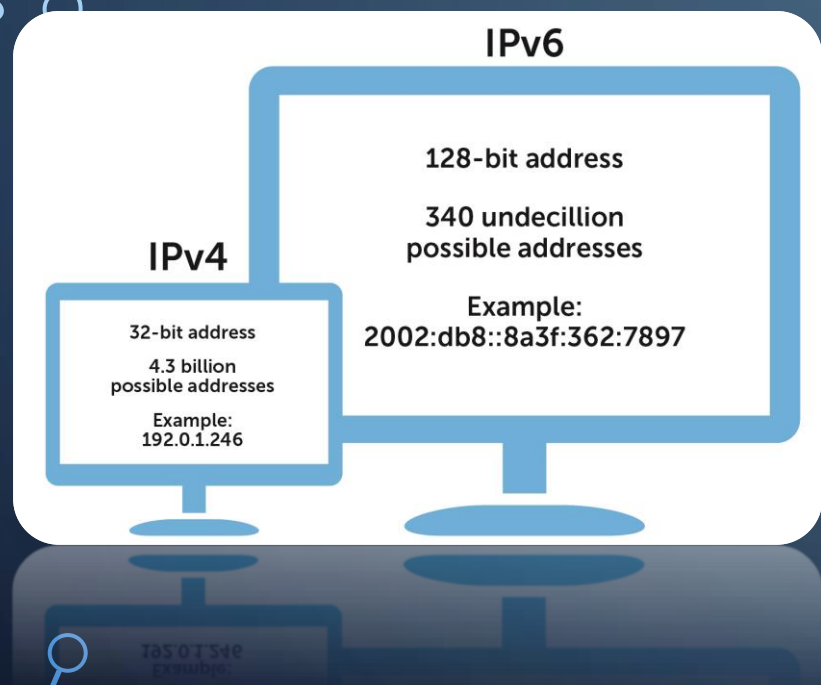 IPv6
128-bit address
340 undecillion
possible addresses
Example:
2002:db8::8a3f:362:7897
IPv4
32-bit address
4.3 billion
possible addresses
Example:
192.0.1.246